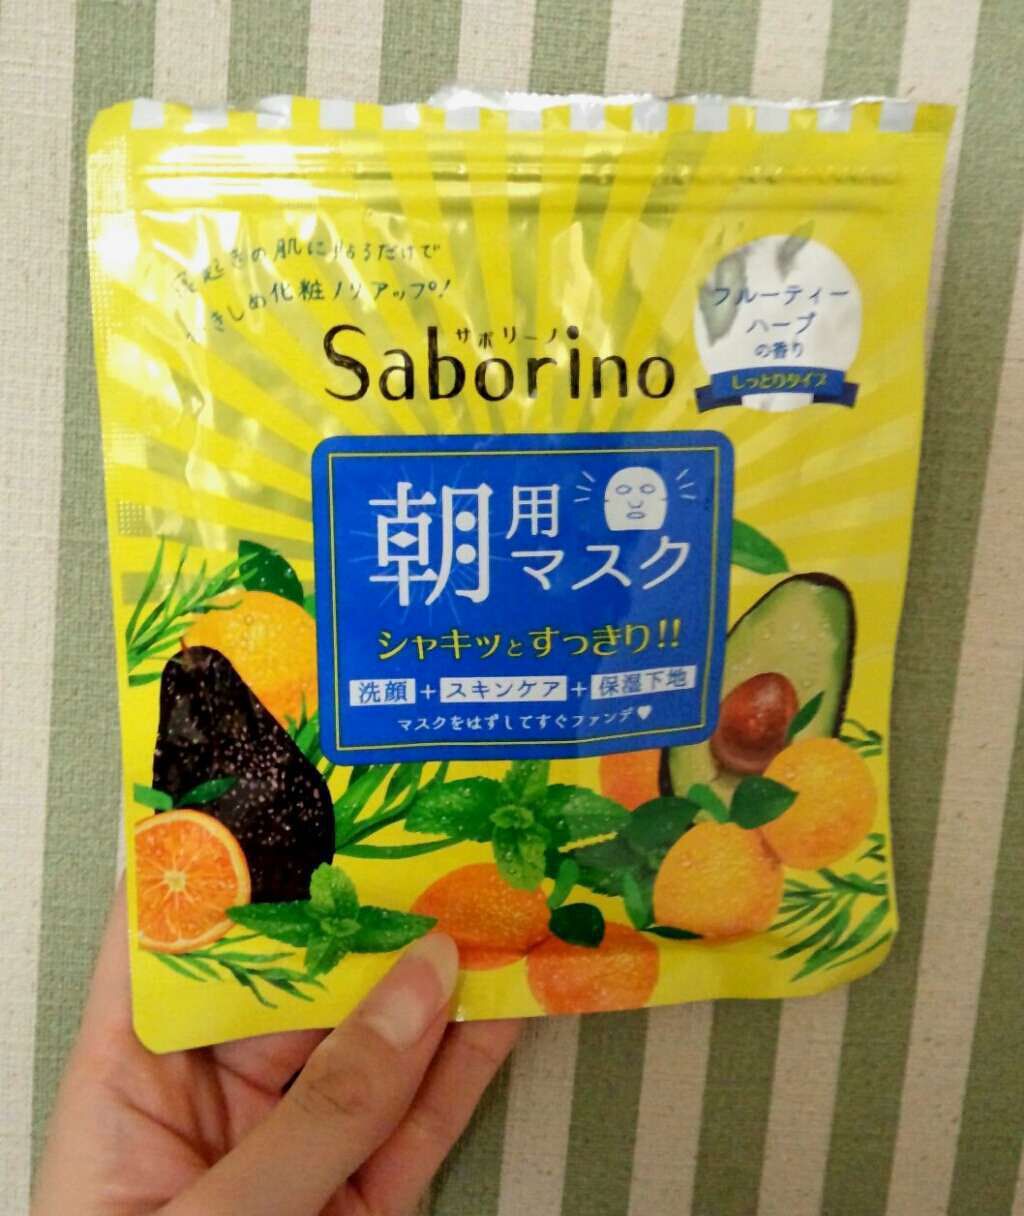 寝起きの肌に貼るだけで
ひきしめ化粧ノリアップ!
サボリーノ
Saborino
フルーティー
ハーブ
の香り
しっとりタイプ
朝用マスク
シャキッとすっきり!!
洗顔+スキンケア+保湿下地
マスクをはずしてすぐファンデ♥